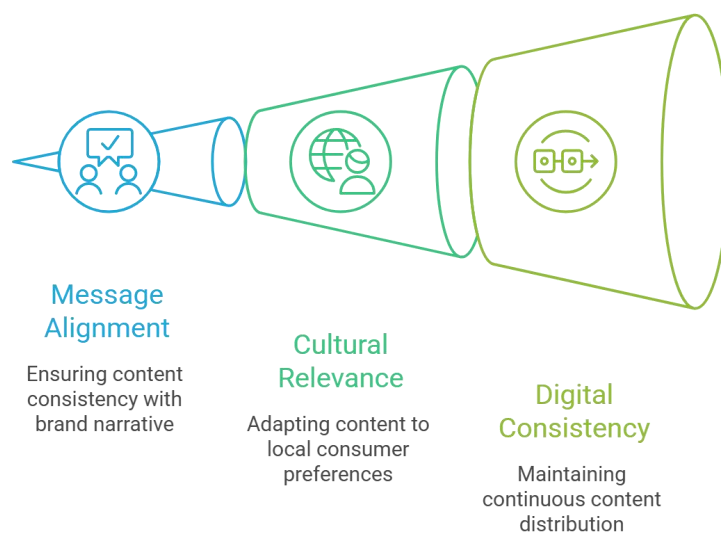 Message
Alignment
Ensuring content
consistency with
brand narrative
Cultural
Relevance
Adapting content to
local consumer
preferences
Digital
Consistency
Maintaining
continuous content
distribution